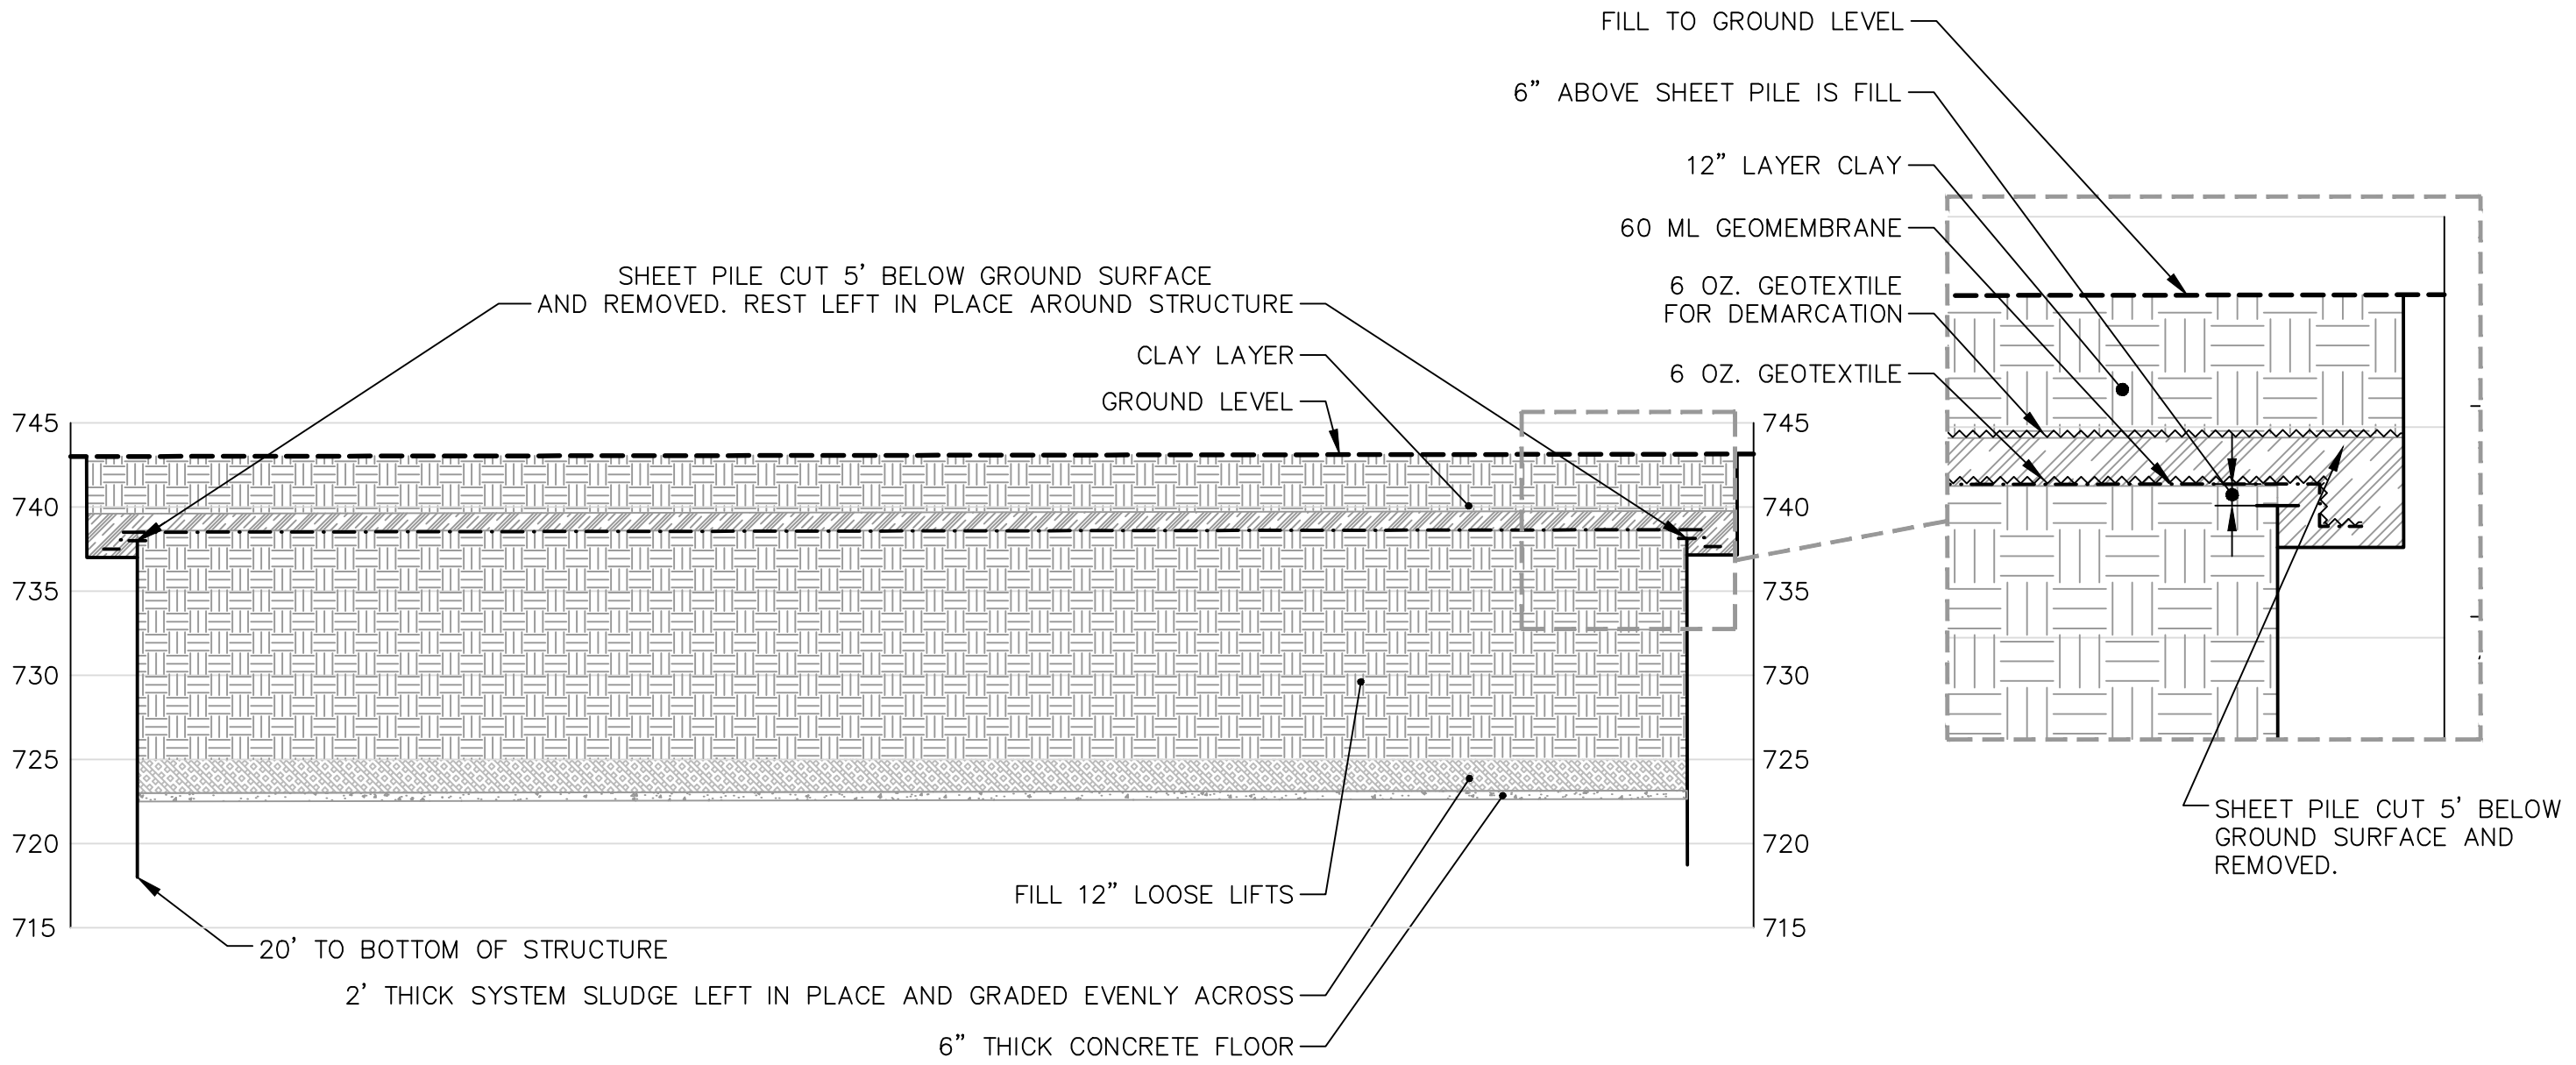 FILL TO GROUND LEVEL
6” ABOVE SHEET PILE IS FILL
12” LAYER CLAY
60 ML GEOMEMBRANE
6 OZ. GEOTEXTILE
FOR DEMARCATION
6 OZ. GEOTEXTILE
SHEET PILE CUT 5’ BELOW GROUND SURFACE
AND REMOVED. REST LEFT IN PLACE AROUND STRUCTURE
CLAY LAYER
GROUND LEVEL
745 745
740 740
735 735
730 730
725 725
720 720
715 715
SHEET PILE CUT 5’ BELOW
GROUND SURFACE AND
REMOVED.
FILL 12” LOOSE LIFTS
20’ TO BOTTOM OF STRUCTURE
2’ THICK SYSTEM SLUDGE LEFT IN PLACE AND GRADED EVENLY ACROSS
6” THICK CONCRETE FLOOR